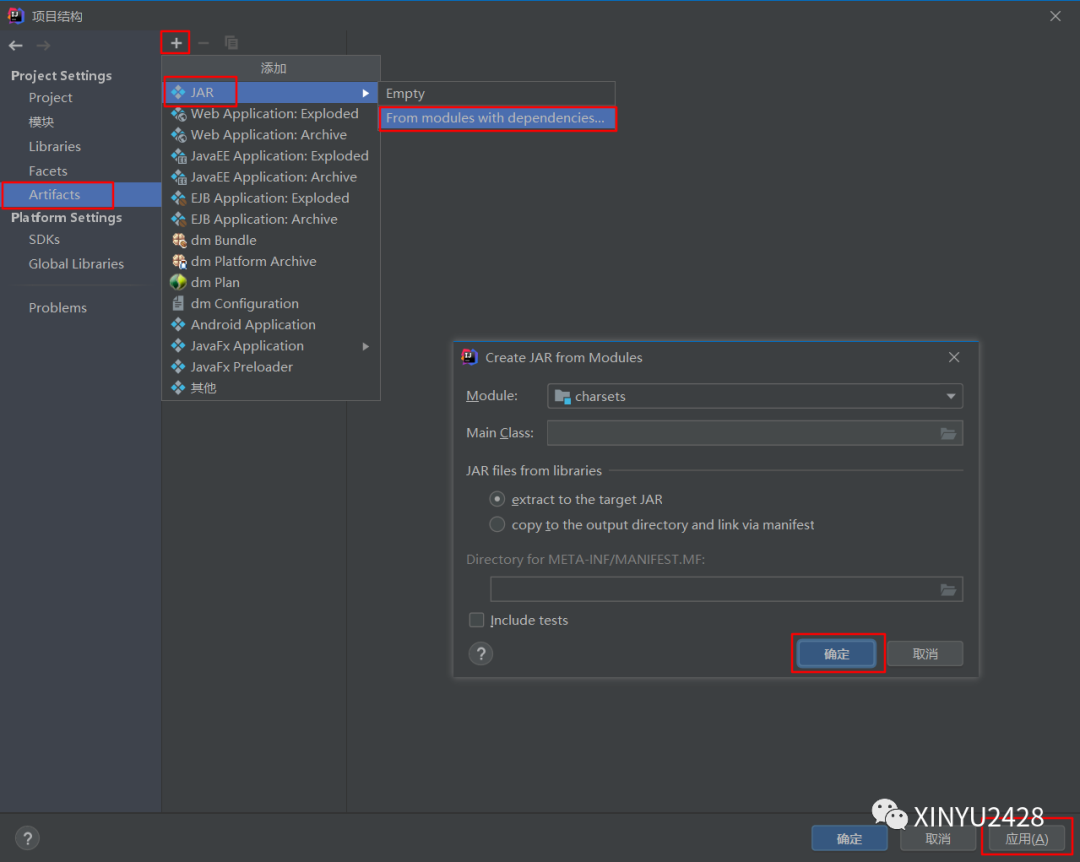 项目结构
Project Settings
Project
模块
Libraries
Facets
Artifacts
Platform Settings
SDKs
Global Libraries
Problems
添加
JAR
Web Application: Exploded
Web Application: Archive
JavaEE Application: Exploded
JavaEE Application: Archive
EJB Application: Exploded
EJB Application: Archive
dm Bundle
dm Platform Archive
dm Plan
dm Configuration
Android Application
JavaFx Application
JavaFx Preloader
其他
Empty
From modules with dependencies...
Create JAR from Modules
Module: charsets
Main Class:
JAR files from libraries
extract to the target JAR
copy to the output directory and link via manifest
Directory for META-INF/MANIFEST.MF:
Include tests
? 确定 取消
XINYU2428
? 确定 取消 应用(A)